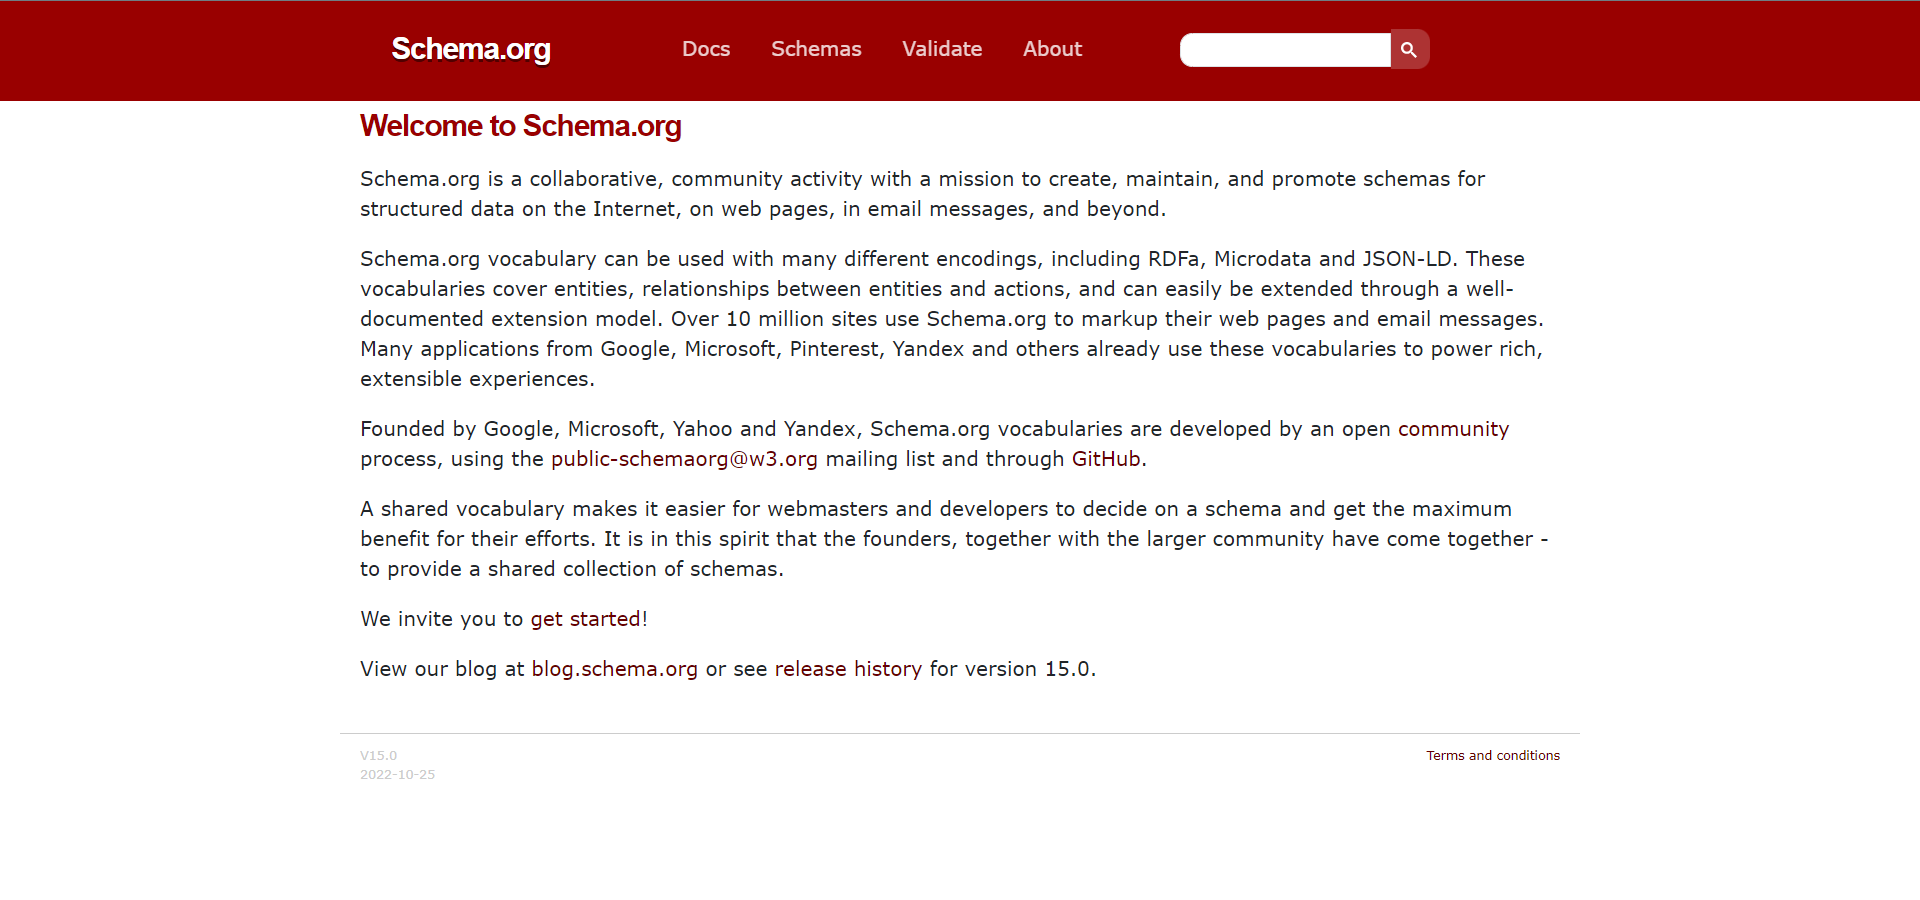 Schema.org
Docs Schemas Validate About
Welcome to Schema.org
Schema.org is a collaborative, community activity with a mission to create, maintain, and promote schemas for
structured data on the Internet, on web pages, in email messages, and beyond.
Schema.org vocabulary can be used with many different encodings, including RDFa, Microdata and JSON-LD. These
vocabularies cover entities, relationships between entities and actions, and can easily be extended through a well-
documented extension model. Over 10 million sites use Schema.org to markup their web pages and email messages.
Many applications from Google, Microsoft, Pinterest, Yandex and others already use these vocabularies to power rich,
extensible experiences.
Founded by Google, Microsoft, Yahoo and Yandex, Schema.org vocabularies are developed by an open community
process, using the public-schemaorg@w3.org mailing list and through GitHub.
A shared vocabulary makes it easier for webmasters and developers to decide on a schema and get the maximum
benefit for their efforts. It is in this spirit that the founders, together with the larger community have come together -
to provide a shared collection of schemas.
We invite you to get started!
View our blog at blog.schema.org or see release history for version 15.0.
V15.0
2022-10-25
Terms and conditions